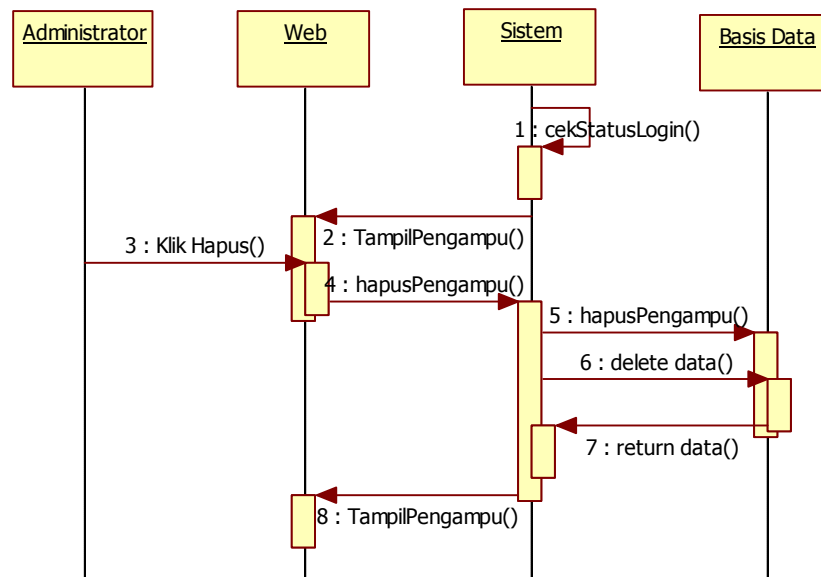 Administrator
Web
Sistem
Basis Data
1 : cekStatusLogin()
2 : TampilPengampu()
3 : Klik Hapus()
4 : hapusPengampu()
5 : hapusPengampu()
6 : delete data()
7 : return data()
8 : TampilPengampu()